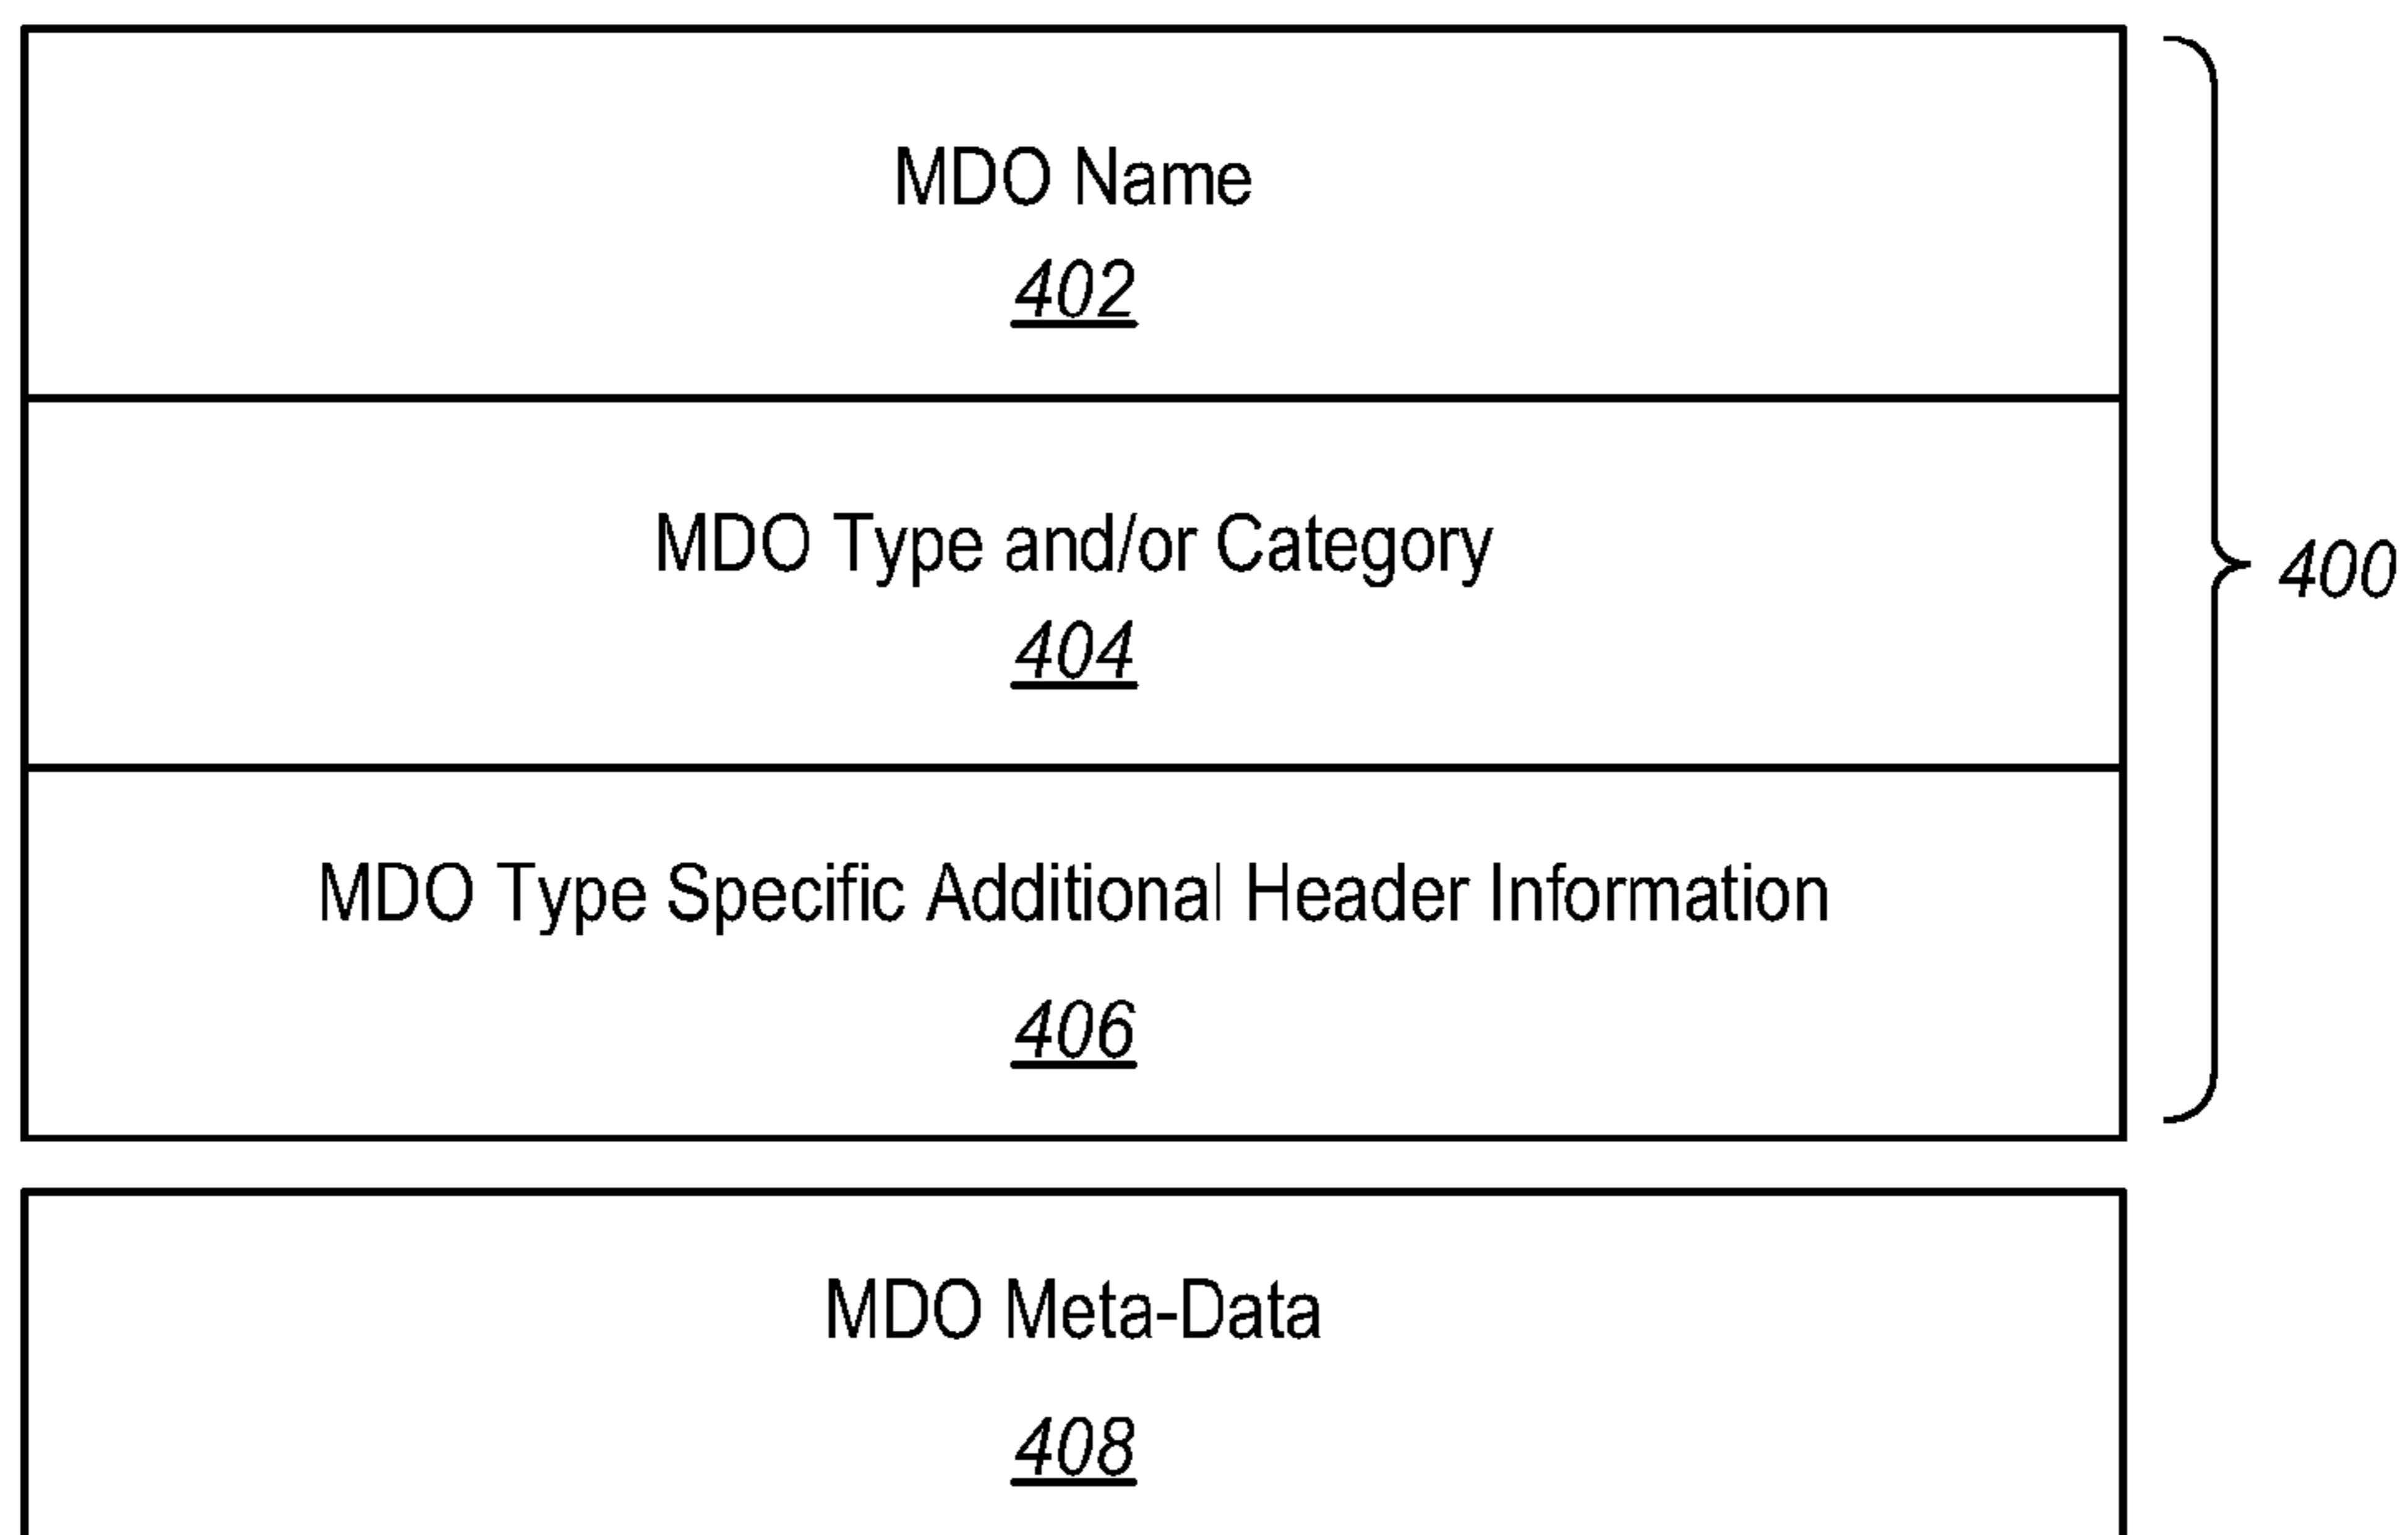 MDO Name
402
MDO Type and/or Category
404
400
MDO Type Specific Additional Header Information
406
MDO Meta-Data
408